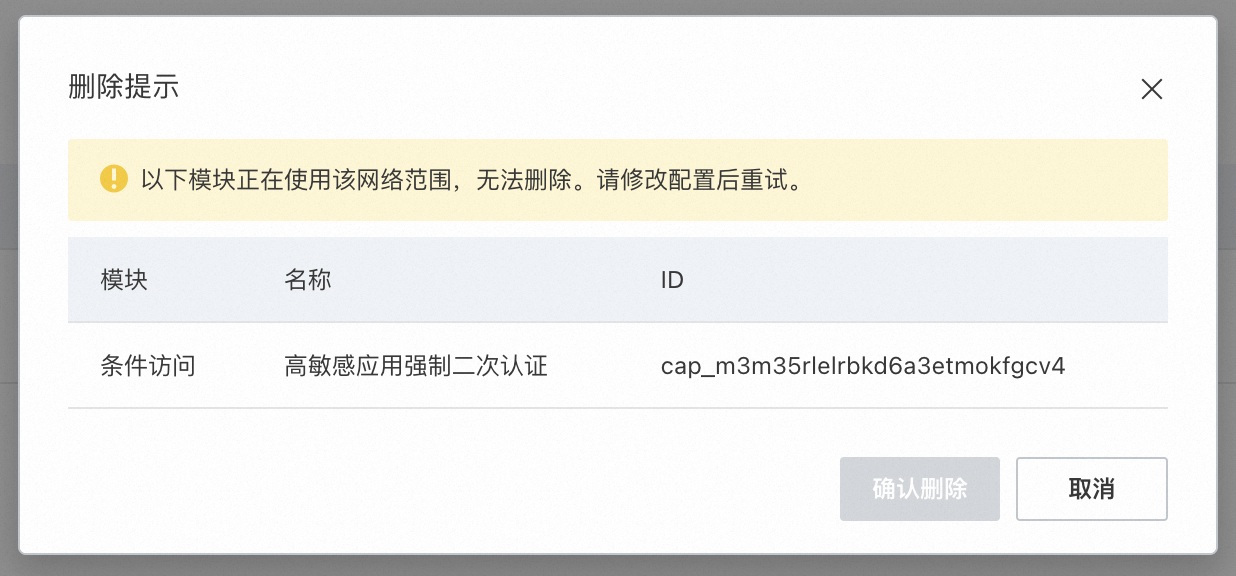 删除提示
以下模块正在使用该网络范围，无法删除。请修改配置后重试。
模块 名称 ID
条件访问 高敏感应用强制二次认证 cap_m3m35rlelrbkd6a3etmokfgcv4
确认删除 取消